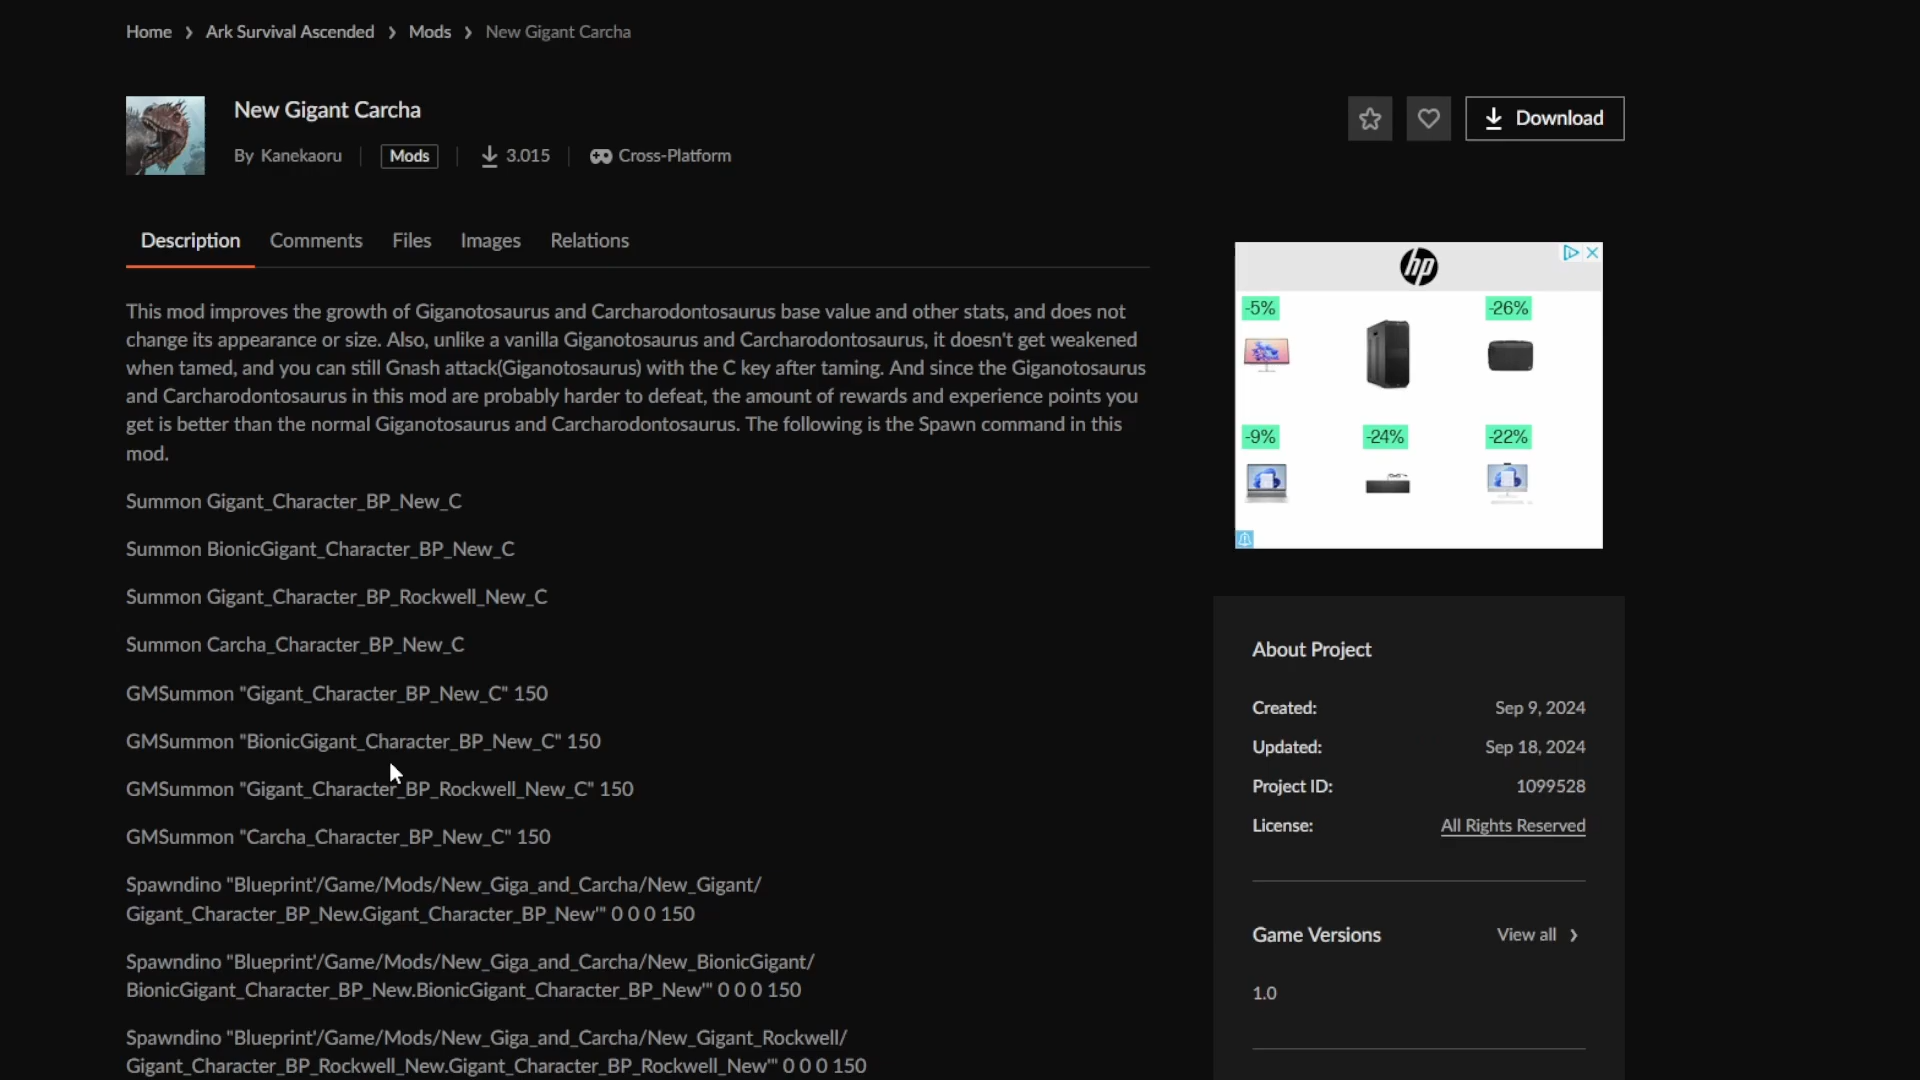 Home > Ark Survival Ascended > Mods > New Gigant Carcha
New Gigant Carcha
By Kanekaoru
Mods
3.015
Cross-Platform
Download
Description
Comments
Files
Images
Relations
This mod improves the growth of Giganotosaurus and Carcharodontosaurus base value and other stats, and does not
change its appearance or size. Also, unlike a vanilla Giganotosaurus and Carcharodontosaurus, it doesn't get weakened
when tamed, and you can still Gnash attack(Giganotosaurus) with the C key after taming. And since the Giganotosaurus
and Carcharodontosaurus in this mod are probably harder to defeat, the amount of rewards and experience points you
get is better than the normal Giganotosaurus and Carcharodontosaurus. The following is the Spawn command in this
mod.
Summon Gigant_Character_BP_New_C
Summon BionicGigant_Character_BP_New_C
Summon Gigant_Character_BP_Rockwell_New_C
Summon Carcha_Character_BP_New_C
GMSummon "Gigant_Character_BP_New_C" 150
GMSummon "BionicGigant_Character_BP_New_C" 150
GMSummon "Gigant_Character_BP_Rockwell_New_C" 150
GMSummon "Carcha_Character_BP_New_C" 150
Spawndino "Blueprint'/Game/Mods/New_Giga_and_Carcha/New_Gigant/
Gigant_Character_BP_New.Gigant_Character_BP_New'" 0 0 0 150
Spawndino "Blueprint'/Game/Mods/New_Giga_and_Carcha/New_BionicGigant/
BionicGigant_Character_BP_New.BionicGigant_Character_BP_New'" 0 0 0 150
Spawndino "Blueprint'/Game/Mods/New_Giga_and_Carcha/New_Gigant_Rockwell/
Gigant_Character_BP_Rockwell_New.Gigant_Character_BP_Rockwell_New'" 0 0 0 150
hp
-5%
-26%
-9%
-24%
-22%
About Project
Created: Sep 9, 2024
Updated: Sep 18, 2024
Project ID: 1099528
License: All Rights Reserved
Game Versions
View all >
1.0